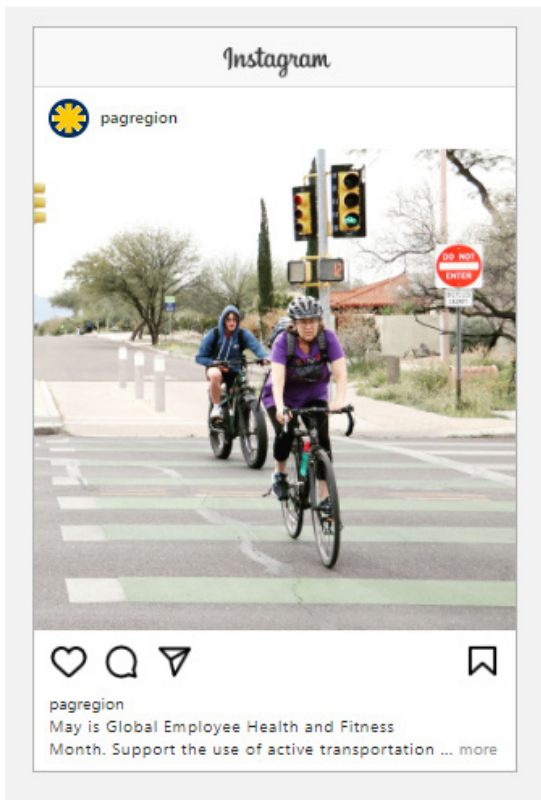 Instagram
pagregion
DO NOT
ENTER
pagregion
May is Global Employee Health and Fitness
Month. Support the use of active transportation ... more